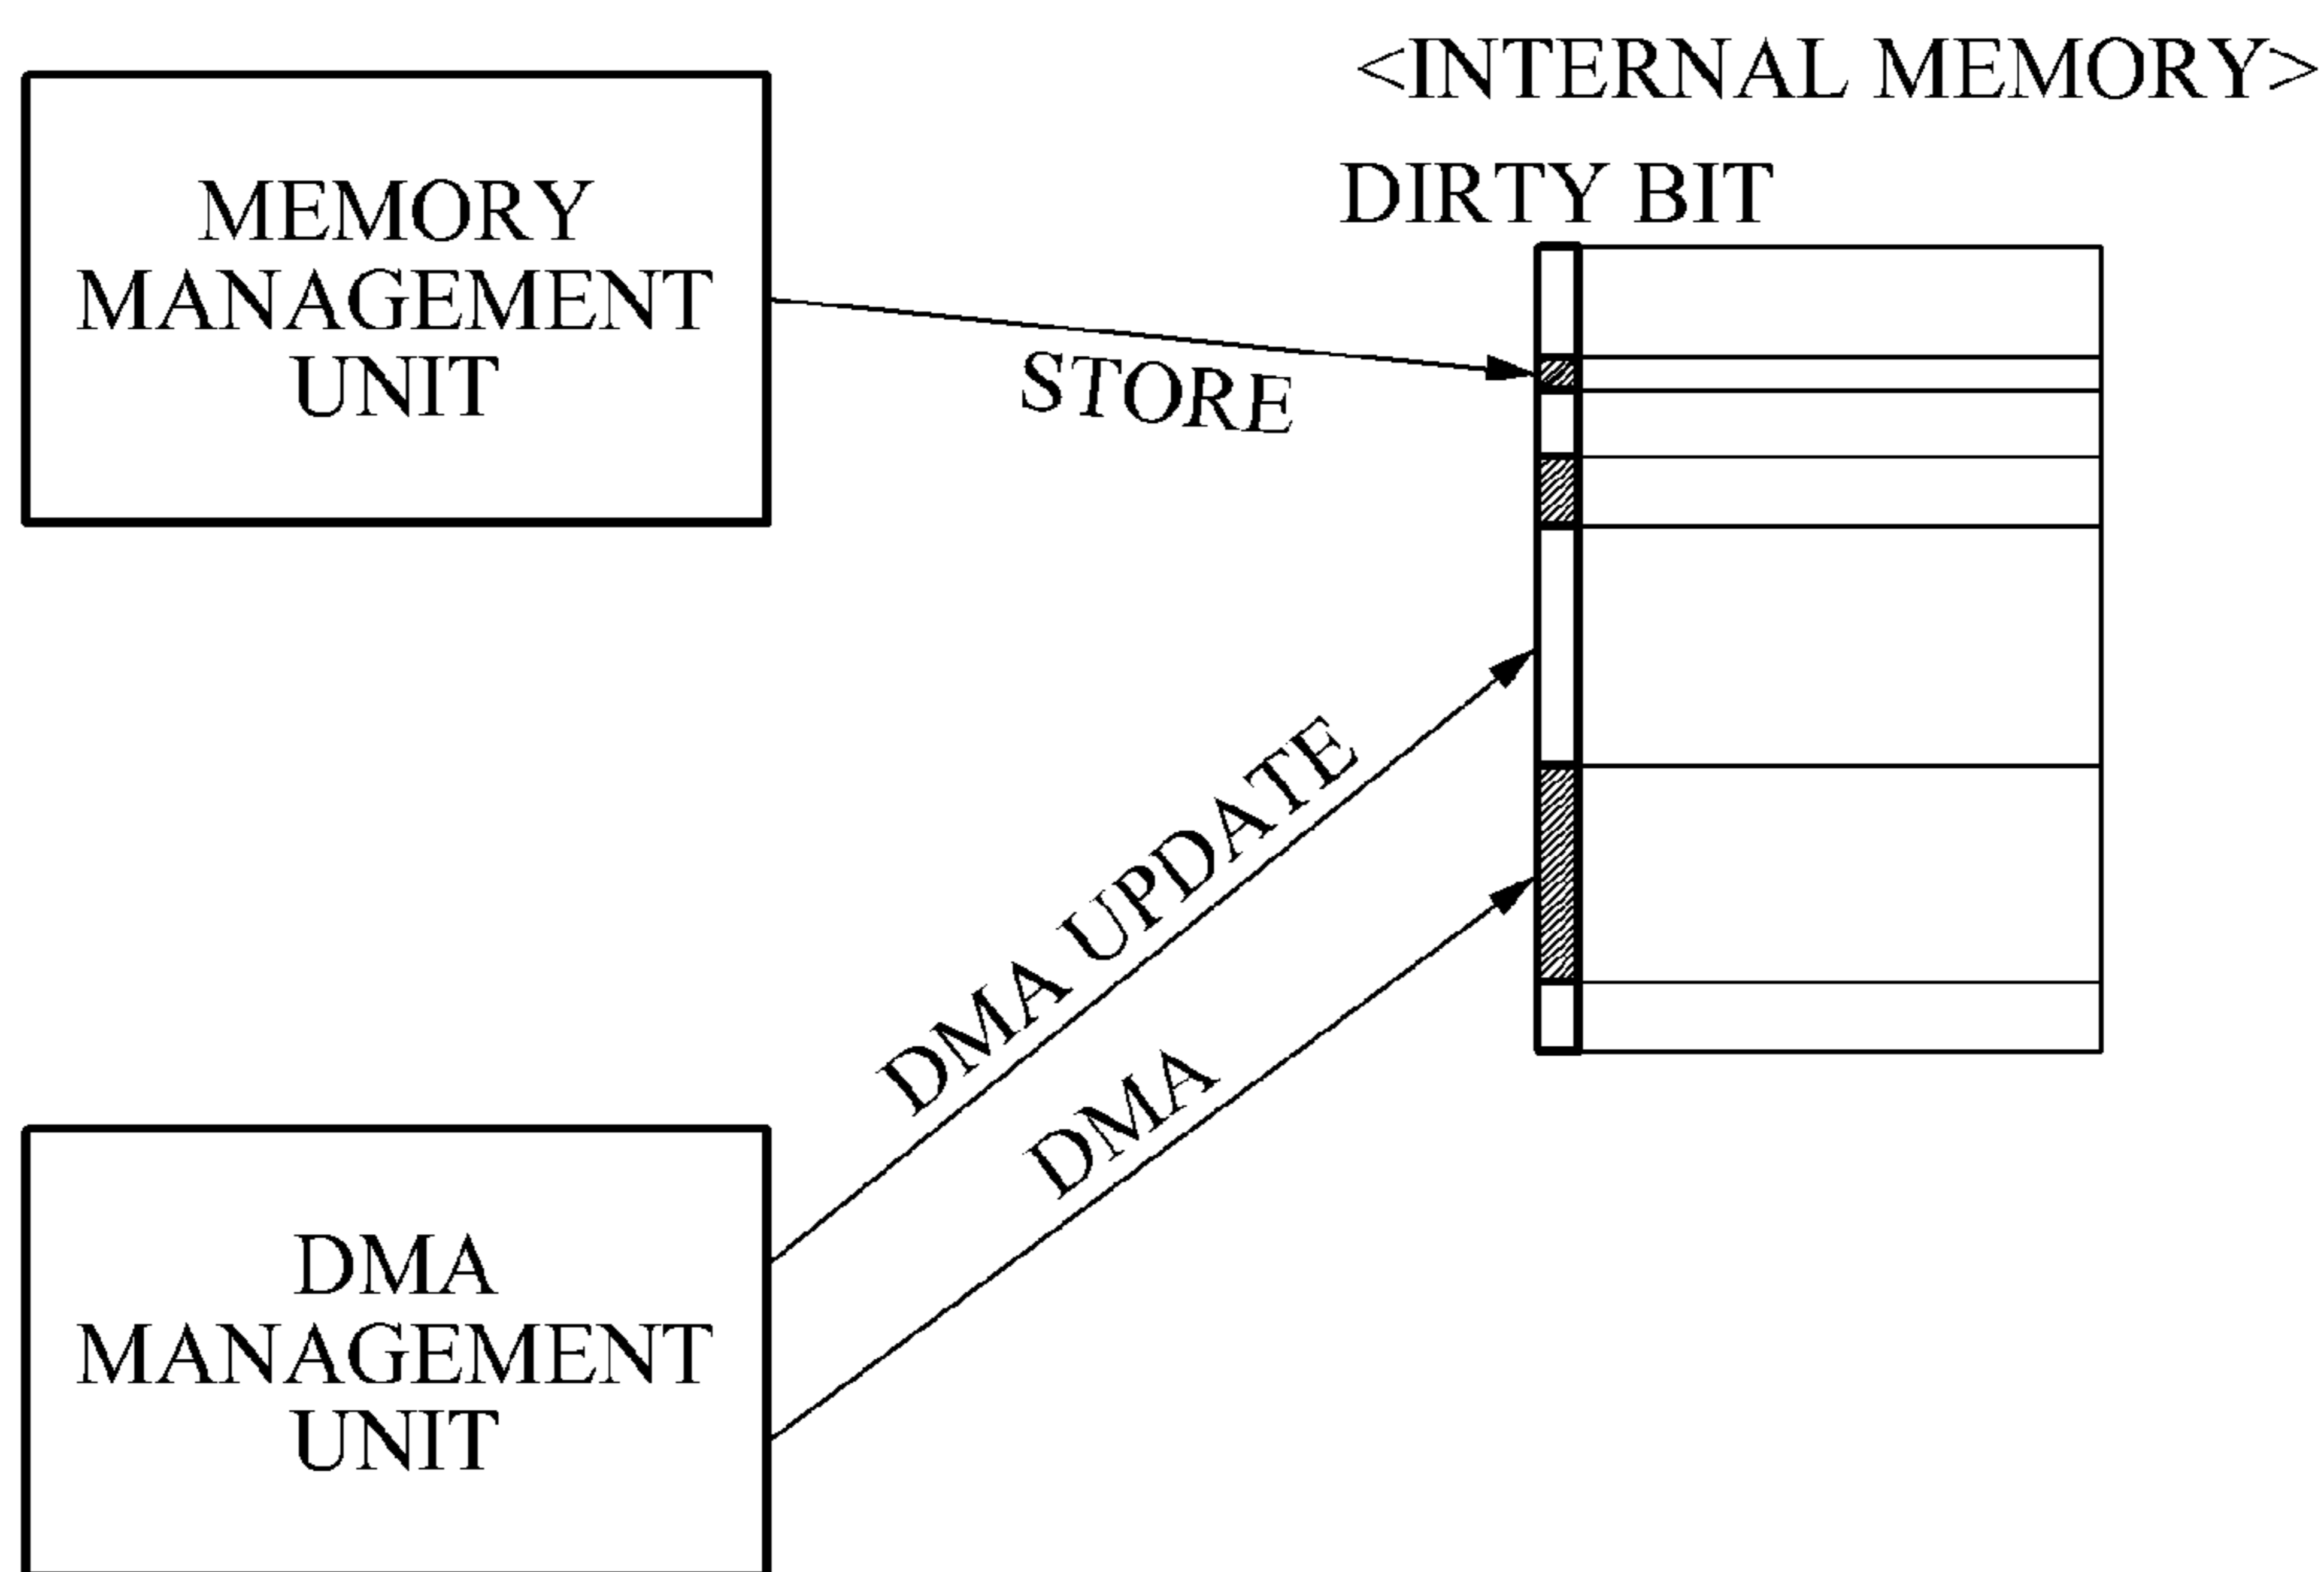 <INTERNAL MEMORY>
DIRTY BIT
MEMORY
MANAGEMENT
UNIT
STORE
DMA UPDATE
DMA
DMA
MANAGEMENT
UNIT